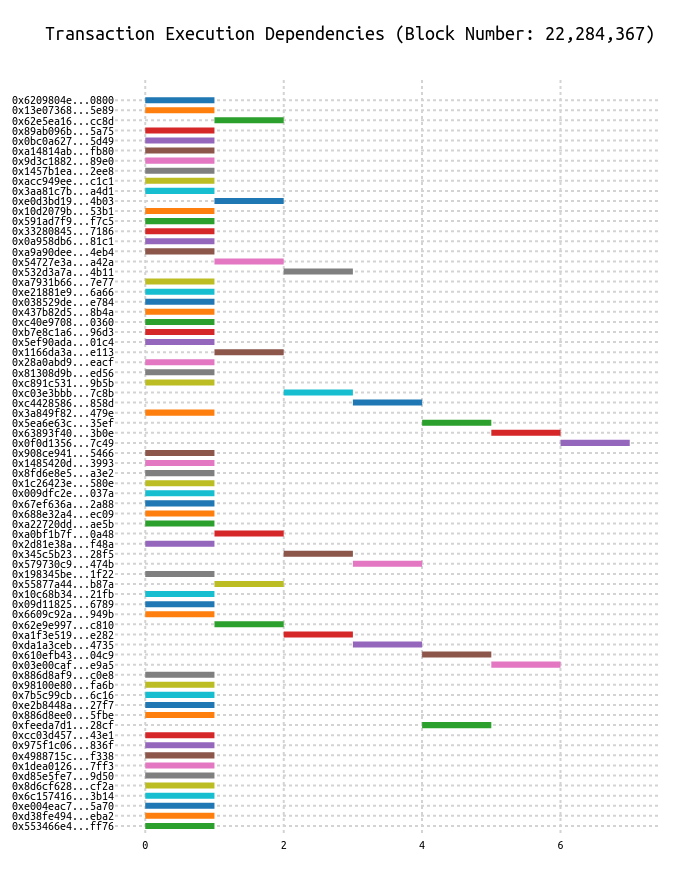 Transaction Execution Dependencies (Block Number: 22,284,367)
0x6209804e...0800
0x13e07368...5e89
0x62e5ea16...cc8d
0x89ab096b...5a75
0x0bc0a627...5d49
0xa14814ab...fb80
0x9d3c1882...89e0
0x1457b1ea...2ee8
0xacc949ee...c1c1
0x3aa81c7b...a4d1
0xe0d3bd19...4b03
0x10d2079b...53b1
0x591ad7f9...f7c5
0x33280845...7186
0x0a958db6...81c1
0xa9a90dee...4eb4
0x54727e3a...a42a
0x532d3a7a...4b11
0xa7931b66...7e77
0xe21881e9...6a66
0x038529de...e784
0x437b82d5...8b4a
0xc40e9708...0360
0xb7e8c1a6...96d3
0x5ef90ada...01c4
0x1166da3a...e113
0x28a0abd9...eacf
0x81308d9b...ed56
0xc891c531...9b5b
0xc03e3bbb...7c8b
0xc4428586...858d
0x3a849f82...479e
0x5ea6e63c...35ef
0x63893f40...3b0e
0x0f0d1356...7c49
0x908ce941...5466
0x1485420d...3993
0x8fd6e8e5...a3e2
0x1c26423e...580e
0x009dfc2e...037a
0x67ef636a...2a88
0x688e32a4...ec09
0xa22720dd...ae5b
0xa0bf1b7f...0a48
0x2d81e38a...f48a
0x345c5b23...28f5
0x579730c9...474b
0x198345be...1f22
0x55877a44...b87a
0x10c68b34...21fb
0x09d11825...6789
0x6609c92a...949b
0x62e9e997...c810
0xa1f3e519...e282
0xda1a3ceb...4735
0x610efb43...04c9
0x03e00caf...e9a5
0x886d8af9...c0e8
0x98100e80...fa6b
0x7b5c99cb...6c16
0xe2b8448a...27f7
0x886d8ee0...5fbe
0xfeeda7d1...28cf
0xcc03d457...43e1
0x975f1c06...836f
0x4988715c...f338
0x1dea0126...7ff3
0xd85e5fe7...9d50
0x8d6cf628...cf2a
0x6c157416...3b14
0xe004eac7...5a70
0xd38fe494...eba2
0x553466e4...ff76
0 2 4 6